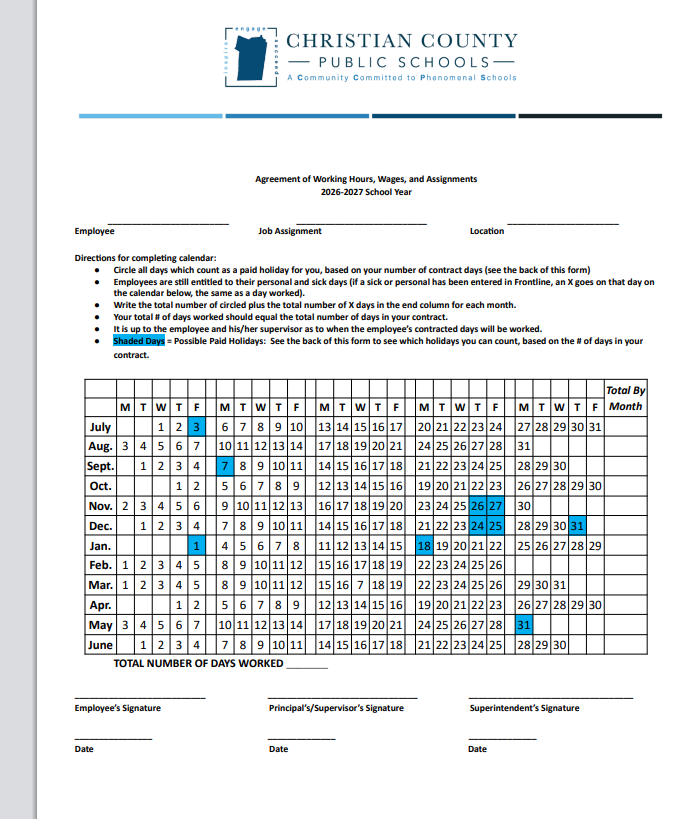 engage
inspire
succeed
CHRISTIAN COUNTY
PUBLIC SCHOOLS
A Community Committed to Phenomenal Schools
Agreement of Working Hours, Wages, and Assignments
2026-2027 School Year
Employee Job Assignment Location
Directions for completing calendar:
● Circle all days which count as a paid holiday for you, based on your number of contract days (see the back of this form)
● Employees are still entitled to their personal and sick days (if a sick or personal has been entered in Frontline, an X goes on that day on
the calendar below, the same as a day worked).
● Write the total number of circled plus the total number of X days in the end column for each month.
● Your total # of days worked should equal the total number of days in your contract.
● It is up to the employee and his/her supervisor as to when the employee's contracted days will be worked.
● Shaded Days = Possible Paid Holidays: See the back of this form to see which holidays you can count, based on the # of days in your
contract.
Total By
M T W T F M T W T F M T W T F M T W T F M T W T F Month
July 1 2 3 6 7 8 9 10 13 14 15 16 17 20 21 22 23 24 27 28 29 30 31
Aug. 3 4 5 6 7 10 11 12 13 14 17 18 19 20 21 24 25 26 27 28 31
Sept. 1 2 3 4 7 8 9 10 11 14 15 16 17 18 21 22 23 24 25 28 29 30
Oct. 1 2 5 6 7 8 9 12 13 14 15 16 19 20 21 22 23 26 27 28 29 30
Nov. 2 3 4 5 6 9 10 11 12 13 16 17 18 19 20 23 24 25 26 27 30
Dec. 1 2 3 4 7 8 9 10 11 14 15 16 17 18 21 22 23 24 25 28 29 30 31
Jan. 1 4 5 6 7 8 11 12 13 14 15 18 19 20 21 22 25 26 27 28 29
Feb. 1 2 3 4 5 8 9 10 11 12 15 16 17 18 19 22 23 24 25 26
Mar. 1 2 3 4 5 8 9 10 11 12 15 16 7 18 19 22 23 24 25 26 29 30 31
Apr. 1 2 5 6 7 8 9 12 13 14 15 16 19 20 21 22 23 26 27 28 29 30
May 3 4 5 6 7 10 11 12 13 14 17 18 19 20 21 24 25 26 27 28 31
June 1 2 3 4 7 8 9 10 11 14 15 16 17 18 21 22 23 24 25 28 29 30
TOTAL NUMBER OF DAYS WORKED _______
Employee's Signature Principal's/Supervisor's Signature Superintendent's Signature
Date Date Date